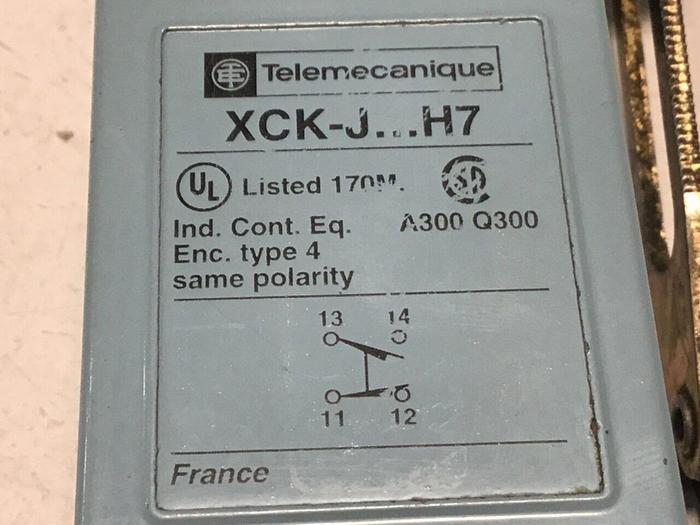 Telemecanique
XCK-J...H7
UL Listed
Ind. Cont. Eq. A300 Q300
Enc. type 4
same polarity
13 14
11 12
France